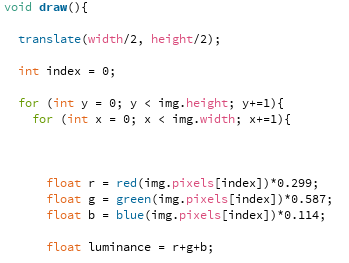 void draw(){
translate(width/2, height/2);
int index = 0;
for (int y = 0; y < img.height; y+=1){
for (int x = 0; x < img.width; x+=1){
float r = red(img.pixels[index])*0.299;
float g = green(img.pixels[index])*0.587;
float b = blue(img.pixels[index])*0.114;
float luminance = r+g+b;